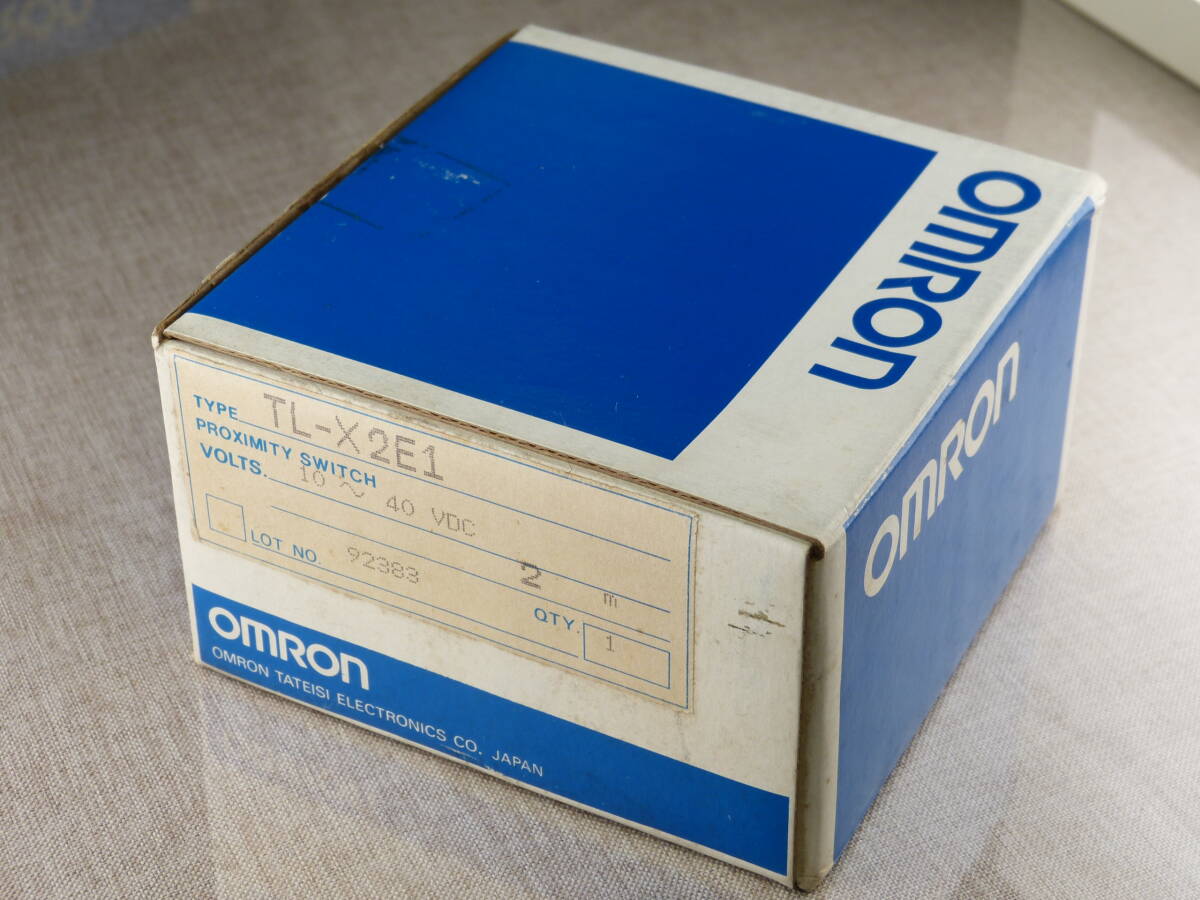 OMRON
OMRON
TYPE TL-X2E1
PROXIMITY SWITCH
VOLTS. 10 ~ 40 VDC
2 m
LOT NO. 92383
QTY. 1
OMRON
OMRON TATEISI ELECTRONICS CO. JAPAN